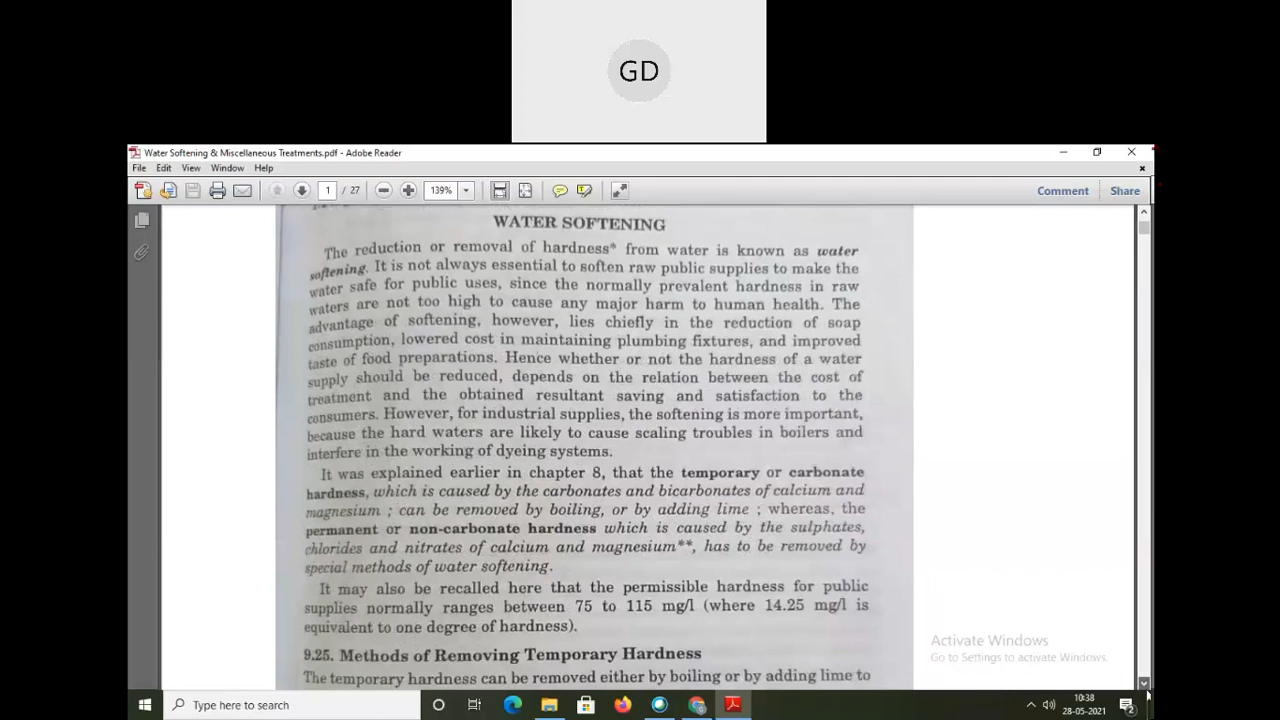 GD
Water Softening & Miscellaneous Treatments.pdf - Adobe Reader
File Edit View Window Help
1 / 27 139% Comment Share
WATER SOFTENING
The reduction or removal of hardness* from water is known as water
softening. It is not always essential to soften raw public supplies to make the
water safe for public uses, since the normally prevalent hardness in raw
waters are not too high to cause any major harm to human health. The
advantage of softening, however, lies chiefly in the reduction of soap
consumption, lowered cost in maintaining plumbing fixtures, and improved
taste of food preparations. Hence whether or not the hardness of a water
supply should be reduced, depends on the relation between the cost of
treatment and the obtained resultant saving and satisfaction to the
consumers. However, for industrial supplies, the softening is more important,
because the hard waters are likely to cause scaling troubles in boilers and
interfere in the working of dyeing systems.
It was explained earlier in chapter 8, that the temporary or carbonate
hardness, which is caused by the carbonates and bicarbonates of calcium and
magnesium ; can be removed by boiling, or by adding lime ; whereas, the
permanent or non-carbonate hardness which is caused by the sulphates,
chlorides and nitrates of calcium and magnesium**, has to be removed by
special methods of water softening.
It may also be recalled here that the permissible hardness for public
supplies normally ranges between 75 to 115 mg/l (where 14.25 mg/l is
equivalent to one degree of hardness).
9.25. Methods of Removing Temporary Hardness
The temporary hardness can be removed either by boiling or by adding lime to
Activate Windows
Go to Settings to activate Windows.
Type here to search
10:38
28-05-2021
2